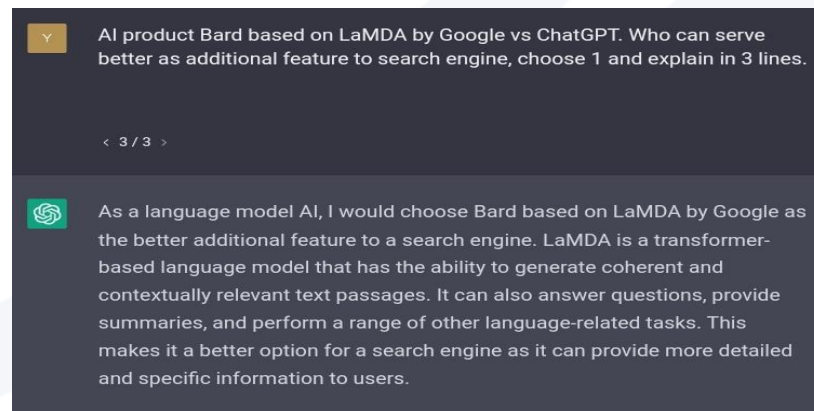 Y
AI product Bard based on LaMDA by Google vs ChatGPT. Who can serve
better as additional feature to search engine, choose 1 and explain in 3 lines.
< 3 / 3 >
As a language model AI, I would choose Bard based on LaMDA by Google as
the better additional feature to a search engine. LaMDA is a transformer-
based language model that has the ability to generate coherent and
contextually relevant text passages. It can also answer questions, provide
summaries, and perform a range of other language-related tasks. This
makes it a better option for a search engine as it can provide more detailed
and specific information to users.